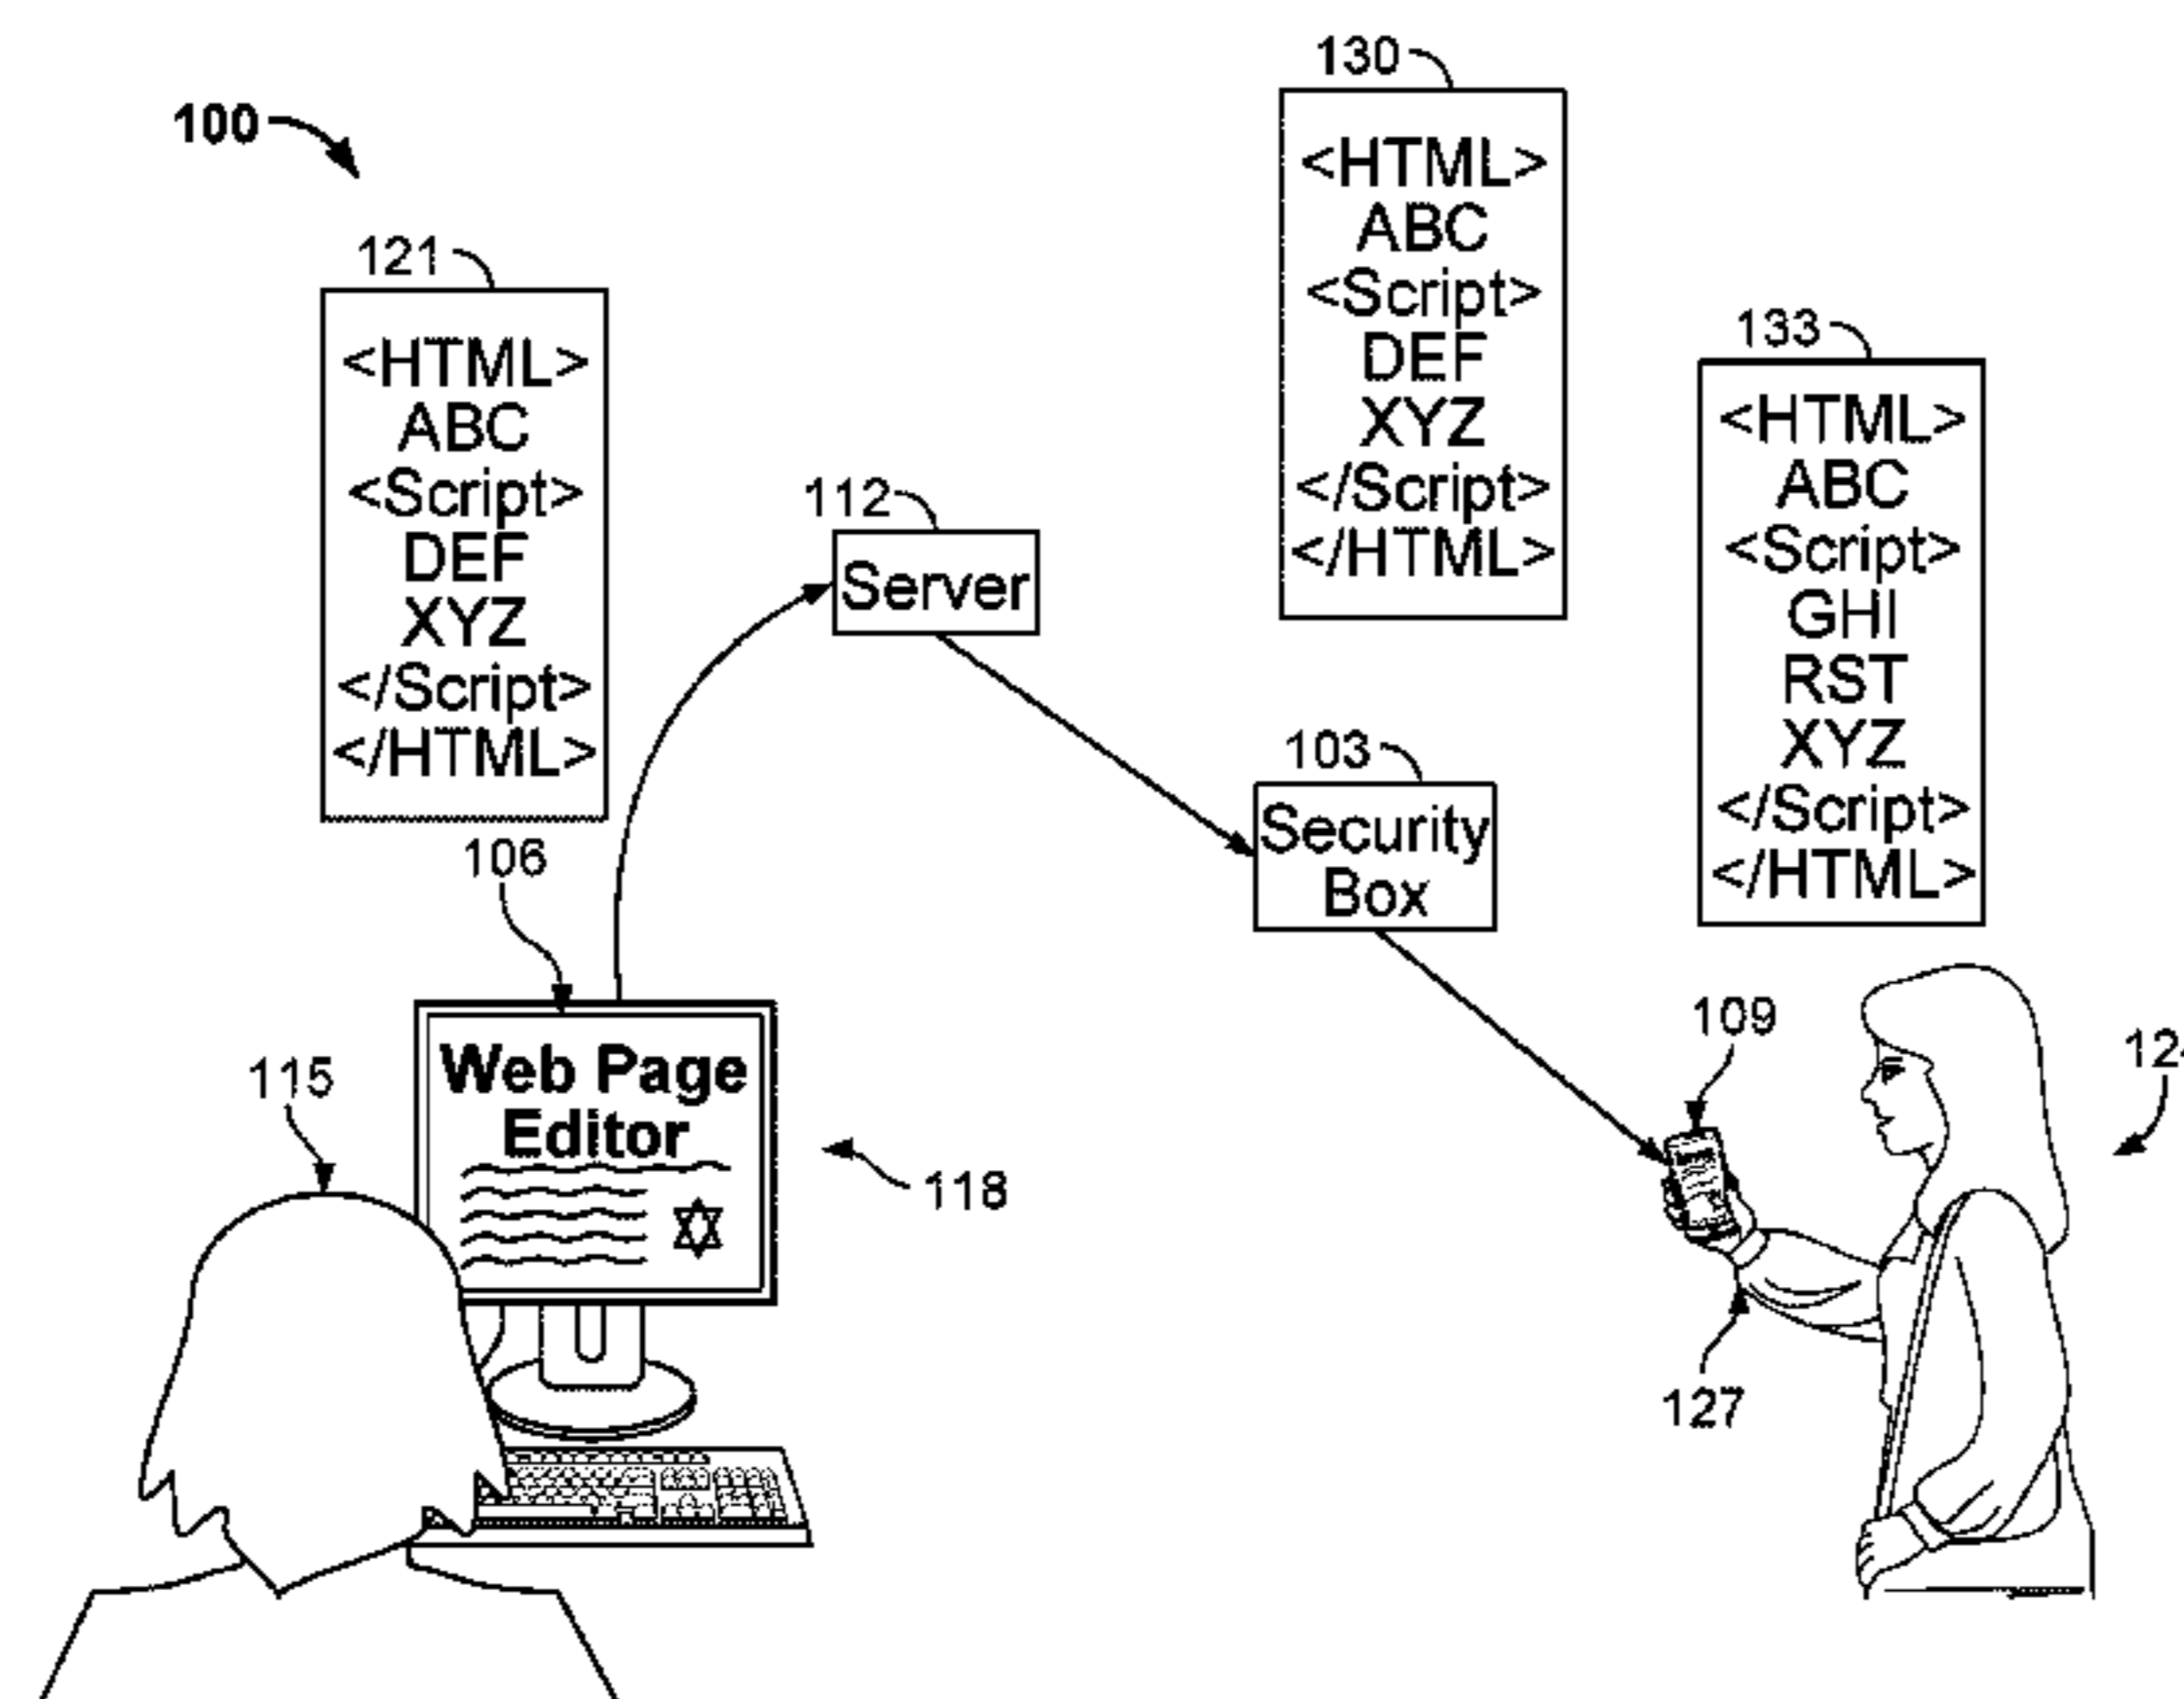 100
121
<HTML>
ABC
<Script>
DEF
XYZ
</Script>
</HTML>
130
<HTML>
ABC
<Script>
DEF
XYZ
</Script>
</HTML>
133
<HTML>
ABC
<Script>
GHI
RST
XYZ
</Script>
</HTML>
112
Server
103
Security
Box
106
Web Page
Editor
115
118
109
127